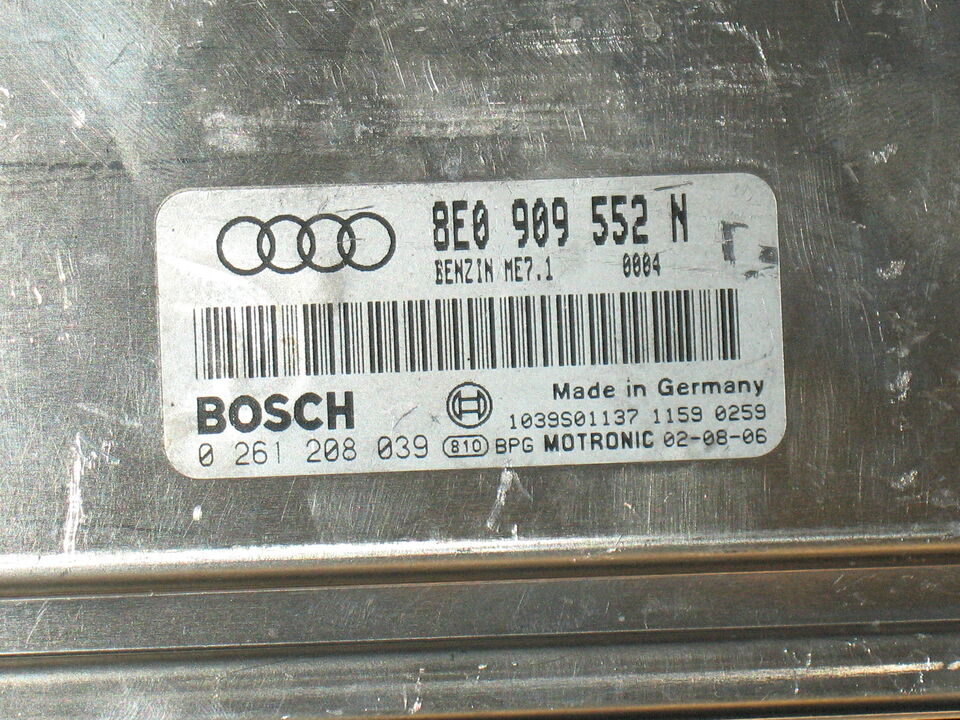 8E0 909 552 N
BENZIN ME7.1 0004
BOSCH
Made in Germany
1039S01137 1159 0259
0 261 208 039 810 BPG MOTRONIC 02-08-06